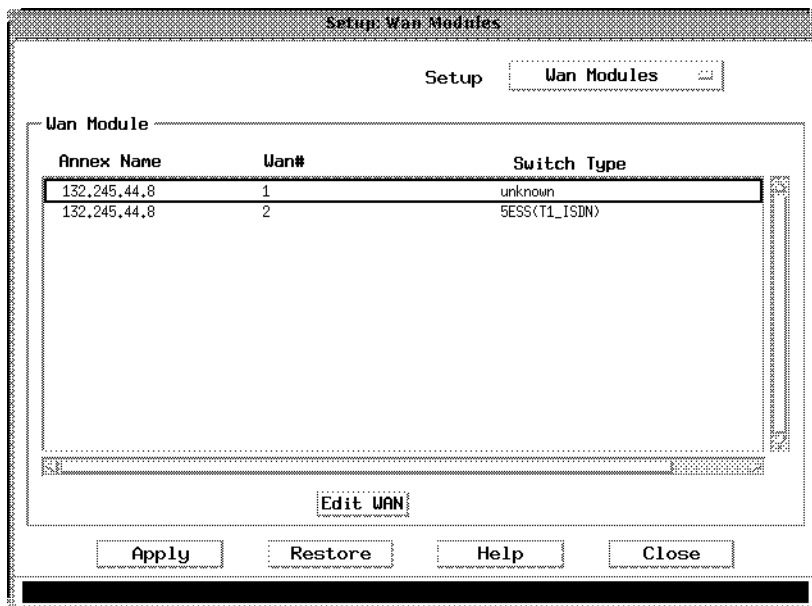 Setup: Wan Modules
Setup Wan Modules
Wan Module
Annex Name Wan# Switch Type
132.245.44.8 1 unknown
132.245.44.8 2 5ESS(T1_ISDN)
Edit WAN
Apply Restore Help Close